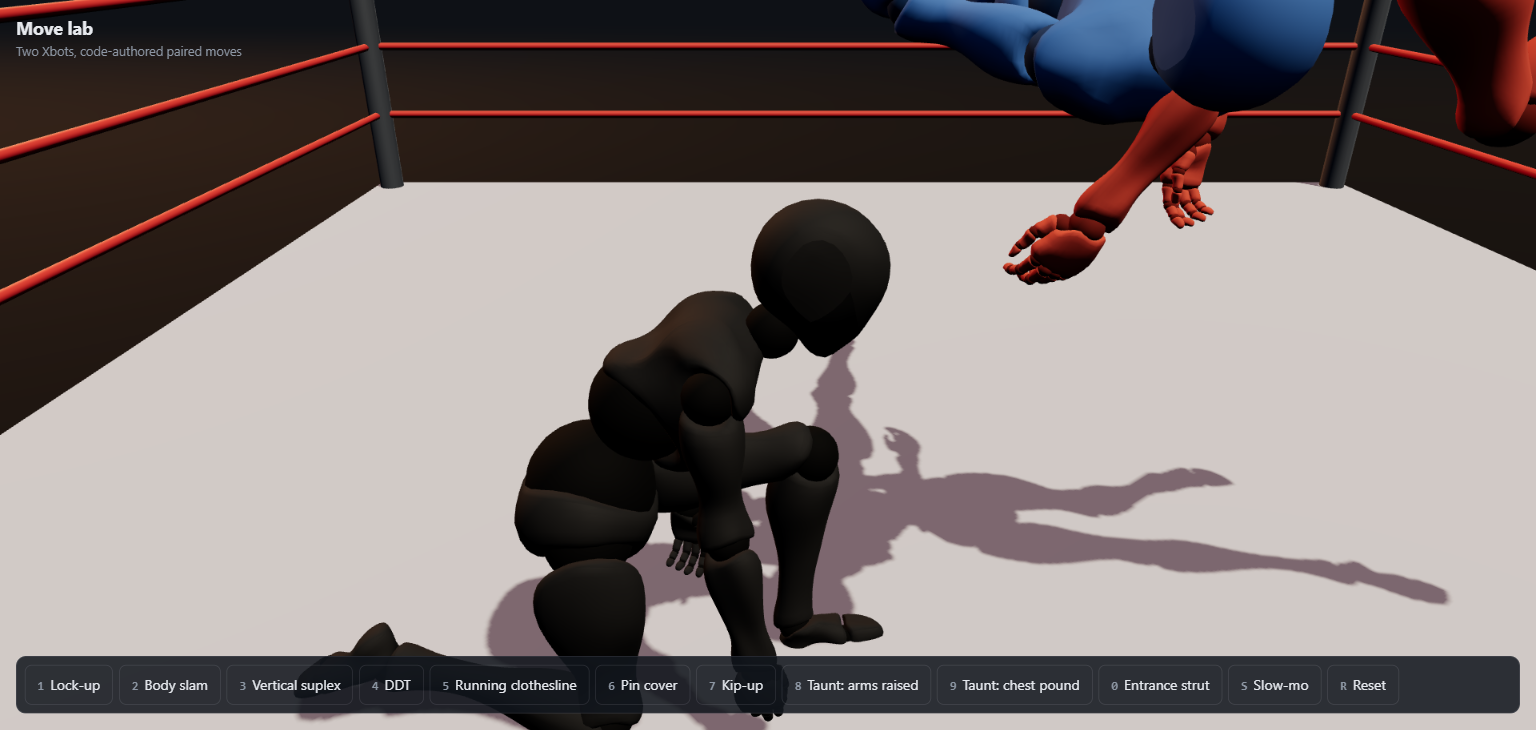 Move lab
Two Xbots, code-authored paired moves
1 Lock-up 2 Body slam 3 Vertical suplex 4 DDT 5 Running clothesline 6 Pin cover 7 Kip-up 8 Taunt: arms raised 9 Taunt: chest pound 0 Entrance strut S Slow-mo R Reset